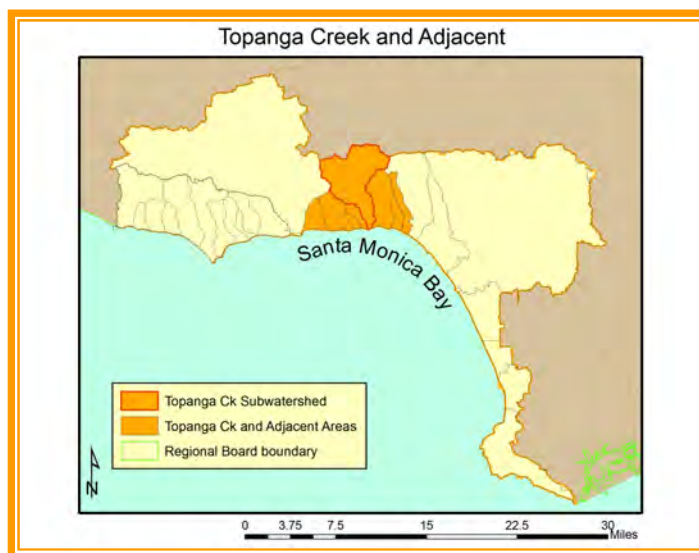 Topanga Creek and Adjacent
Santa Monica Bay
Topanga Ck Subwatershed
Topanga Ck and Adjacent Areas
Regional Board boundary
N
0 3.75 7.5 15 22.5 30
Miles